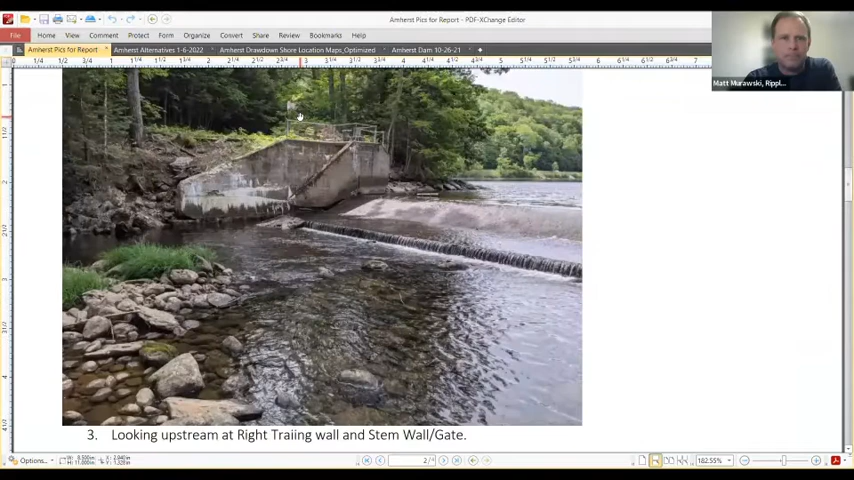 Amherst Pics for Report - PDF-XChange Editor
File Home View Comment Protect Form Organize Convert Share Review Bookmarks Help
Amherst Pics for Report Amherst Alternatives 1-6-2022 Amherst Drawdown Shore Location Maps_Optimized Amherst Dam 10-26-21
Matt Murawski, Rippl...
3. Looking upstream at Right Traiing wall and Stem Wall/Gate.
Options...
182.55%